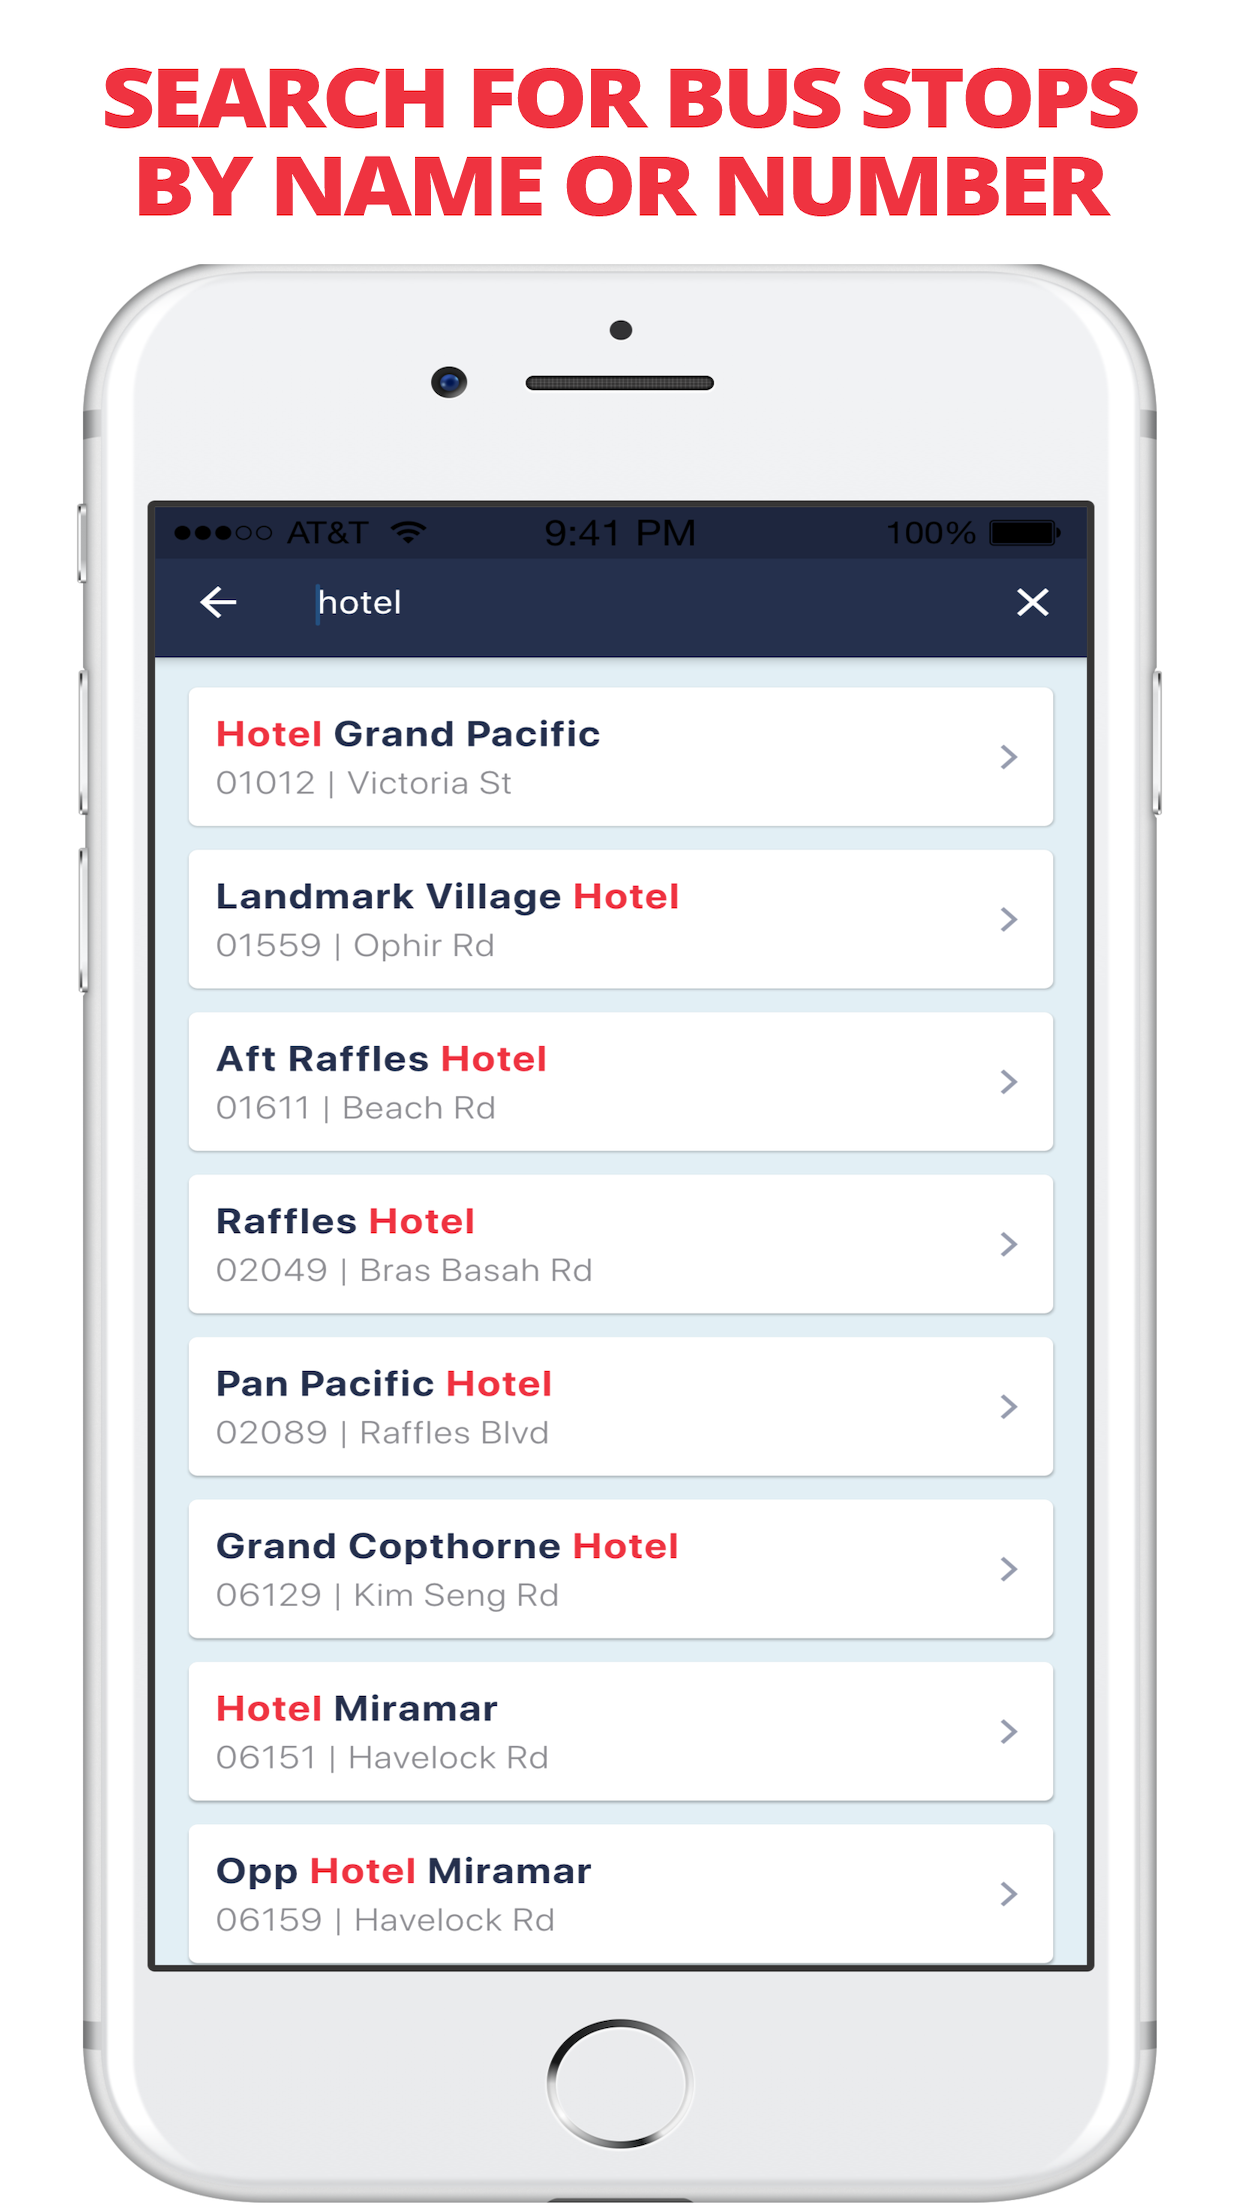 SEARCH FOR BUS STOPS
BY NAME OR NUMBER
AT&T 9:41 PM 100%
hotel
Hotel Grand Pacific
01012 | Victoria St
Landmark Village Hotel
01559 | Ophir Rd
Aft Raffles Hotel
01611 | Beach Rd
Raffles Hotel
02049 | Bras Basah Rd
Pan Pacific Hotel
02089 | Raffles Blvd
Grand Copthorne Hotel
06129 | Kim Seng Rd
Hotel Miramar
06151 | Havelock Rd
Opp Hotel Miramar
06159 | Havelock Rd